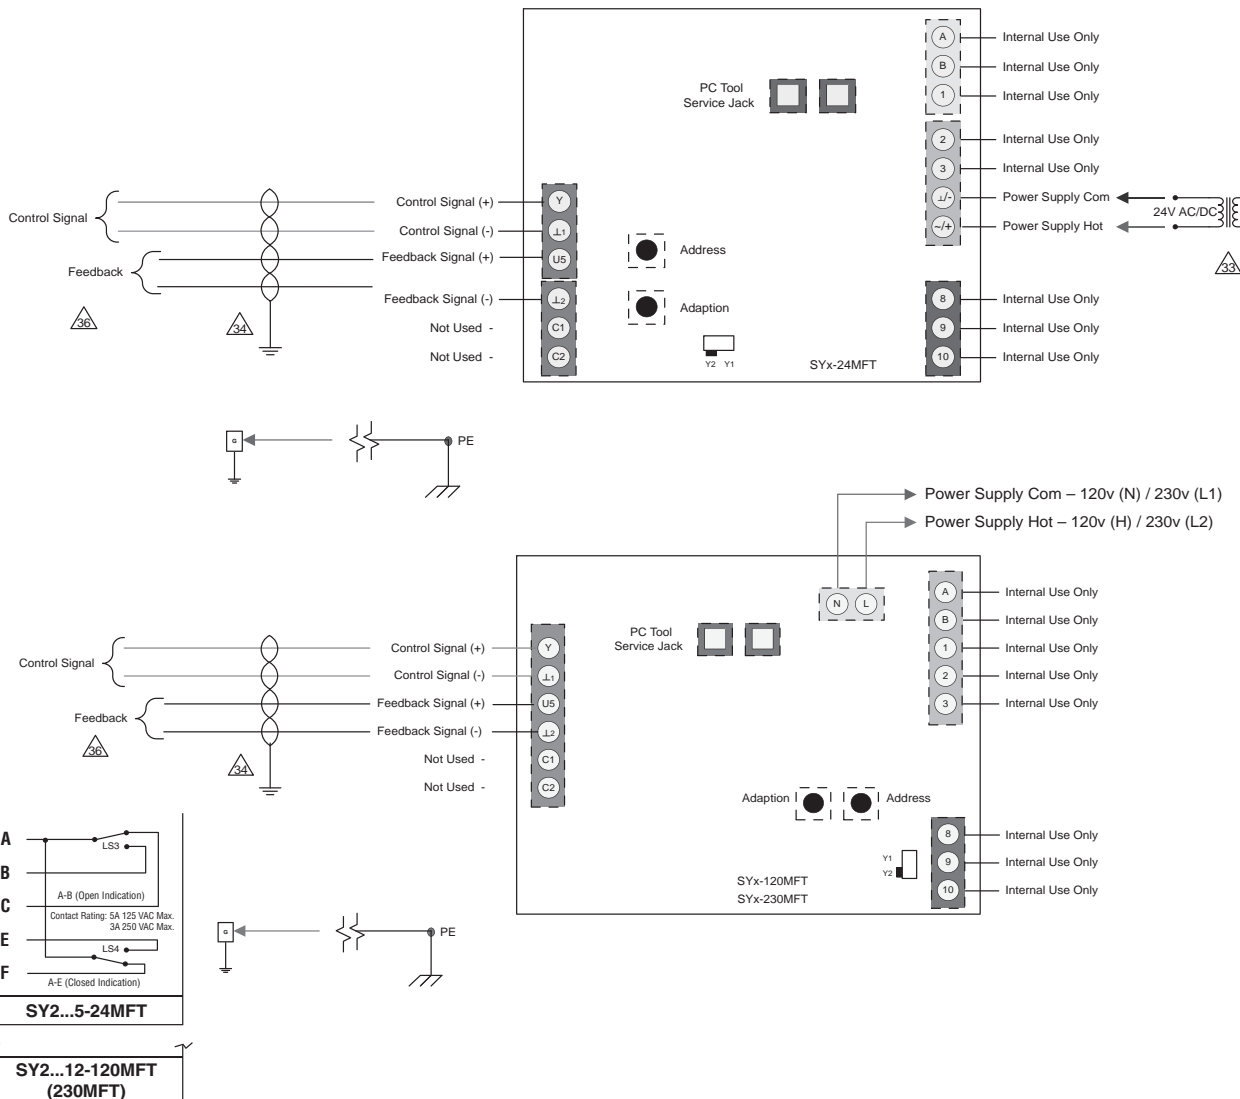 A Internal Use Only
B Internal Use Only
1 Internal Use Only
PC Tool
Service Jack
2 Internal Use Only
3 Internal Use Only
Control Signal
Control Signal (+) Y
⊥/- Power Supply Com
24V AC/DC
Control Signal (-) ⊥1
~/+ Power Supply Hot
33
Feedback
Feedback Signal (+) U5
Address
36
34
Feedback Signal (-) ⊥2
Adaption
8 Internal Use Only
Not Used - C1
9 Internal Use Only
Not Used - C2
Y2 Y1
SYx-24MFT
10 Internal Use Only
G
PE
Power Supply Com – 120v (N) / 230v (L1)
Power Supply Hot – 120v (H) / 230v (L2)
N L
A Internal Use Only
B Internal Use Only
1 Internal Use Only
2 Internal Use Only
3 Internal Use Only
PC Tool
Service Jack
Control Signal
Control Signal (+) Y
Control Signal (-) ⊥1
Feedback
Feedback Signal (+) U5
Feedback Signal (-) ⊥2
36
34
Not Used - C1
Not Used - C2
Adaption
Address
8 Internal Use Only
Y1
Y2
9 Internal Use Only
10 Internal Use Only
SYx-120MFT
SYx-230MFT
G
PE
A
LS3
B
A-B (Open Indication)
C
Contact Rating: 5A 125 VAC Max.
3A 250 VAC Max.
E
LS4
F
A-E (Closed Indication)
SY2...5-24MFT
SY2...12-120MFT
(230MFT)